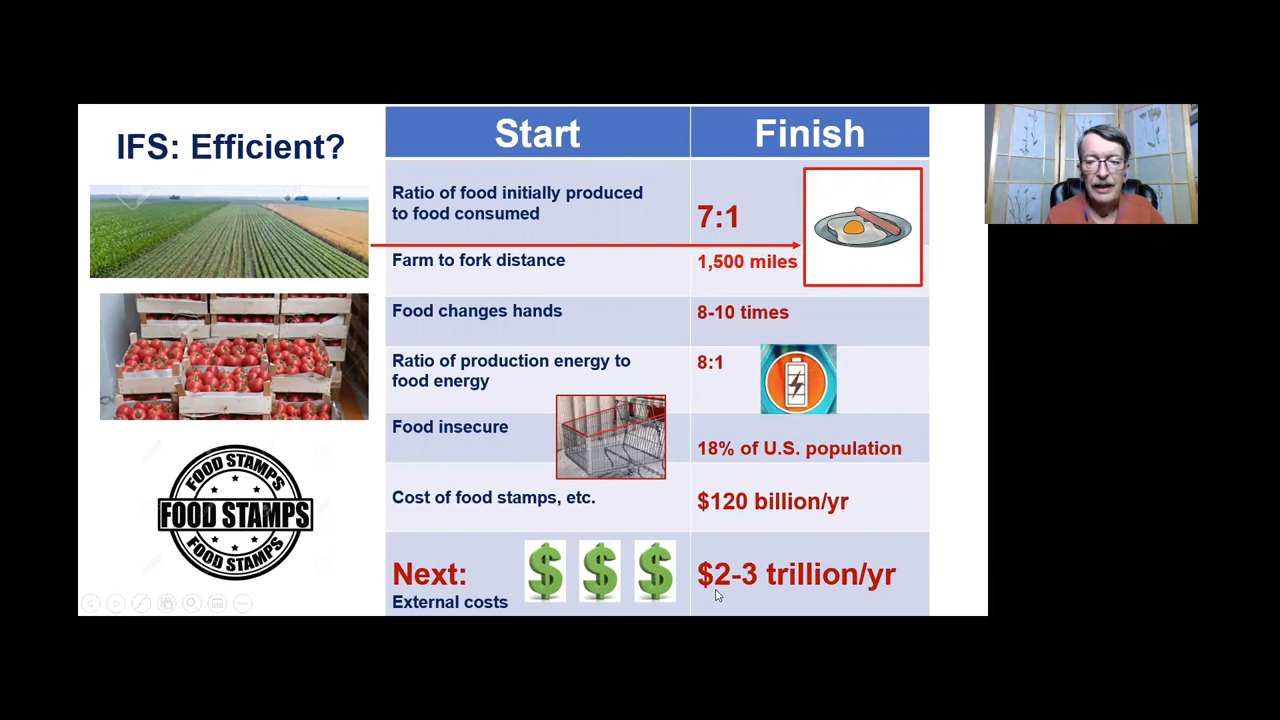 IFS: Efficient?
Start
Finish
Ratio of food initially produced
to food consumed
7:1
Farm to fork distance
1,500 miles
Food changes hands
8-10 times
Ratio of production energy to
food energy
8:1
Food insecure
18% of U.S. population
Cost of food stamps, etc.
$120 billion/yr
Next:
$ $ $
$2-3 trillion/yr
External costs
FOOD STAMPS
FOOD STAMPS
FOOD STAMPS